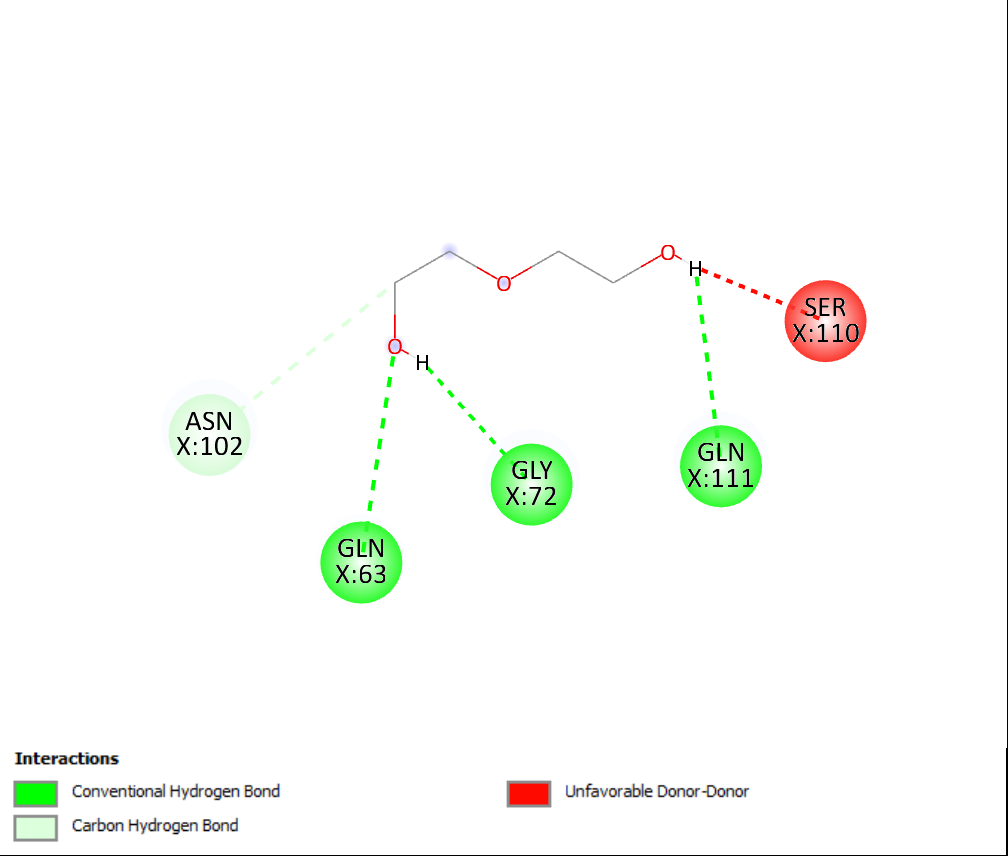 O
H
O
SER
X:110
O
H
ASN
X:102
GLN
X:111
GLY
X:72
GLN
X:63
Interactions
Conventional Hydrogen Bond
Unfavorable Donor-Donor
Carbon Hydrogen Bond